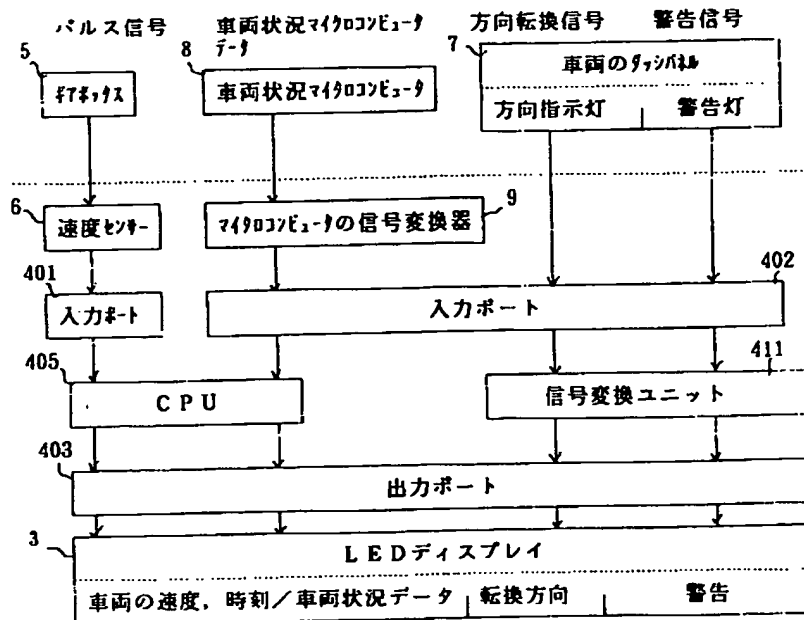 パルス信号
車両状況マイクロコンピュータ
データ
方向転換信号
警告信号
5
8
7
ギアボックス
車両状況マイクロコンピュータ
車両のダッシパネル
方向指示灯
警告灯
6
速度センサー
マイクロコンピュータの信号変換器
9
401
入力ポート
402
入力ポート
405
CPU
411
信号変換ユニット
403
出力ポート
3
LEDディスプレイ
車両の速度,時刻/車両状況データ
転換方向
警告